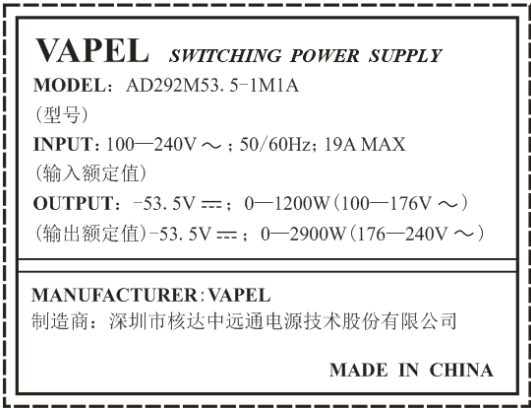 VAPEL SWITCHING POWER SUPPLY
MODEL: AD292M53.5-1M1A
(型号)
INPUT: 100—240V～; 50/60Hz; 19A MAX
(输入额定值)
OUTPUT: -53.5V⎓; 0—1200W(100—176V～)
(输出额定值)-53.5V⎓; 0—2900W(176—240V～)
MANUFACTURER:VAPEL
制造商: 深圳市核达中远通电源技术股份有限公司
MADE IN CHINA